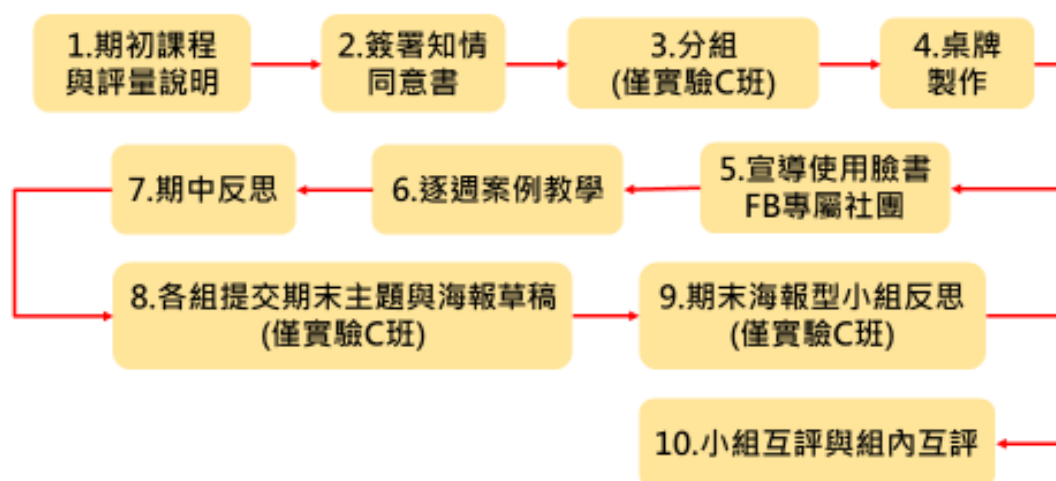 1.期初課程
與評量說明
2.簽署知情
同意書
3.分組
(僅實驗C班)
4.桌牌
製作
5.宣導使用臉書
FB專屬社團
6.逐週案例教學
7.期中反思
8.各組提交期末主題與海報草稿
(僅實驗C班)
9.期末海報型小組反思
(僅實驗C班)
10.小組互評與組內互評